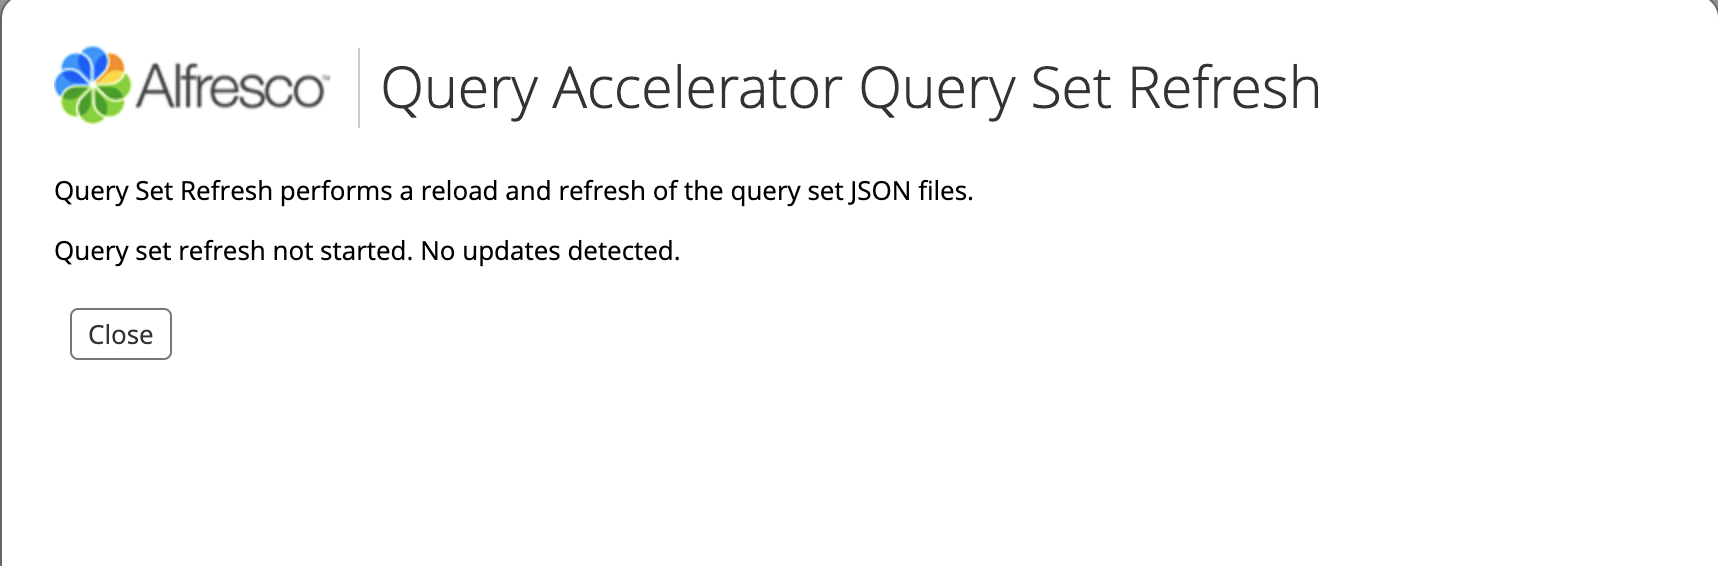 Alfresco™ Query Accelerator Query Set Refresh
Query Set Refresh performs a reload and refresh of the query set JSON files.
Query set refresh not started. No updates detected.
Close